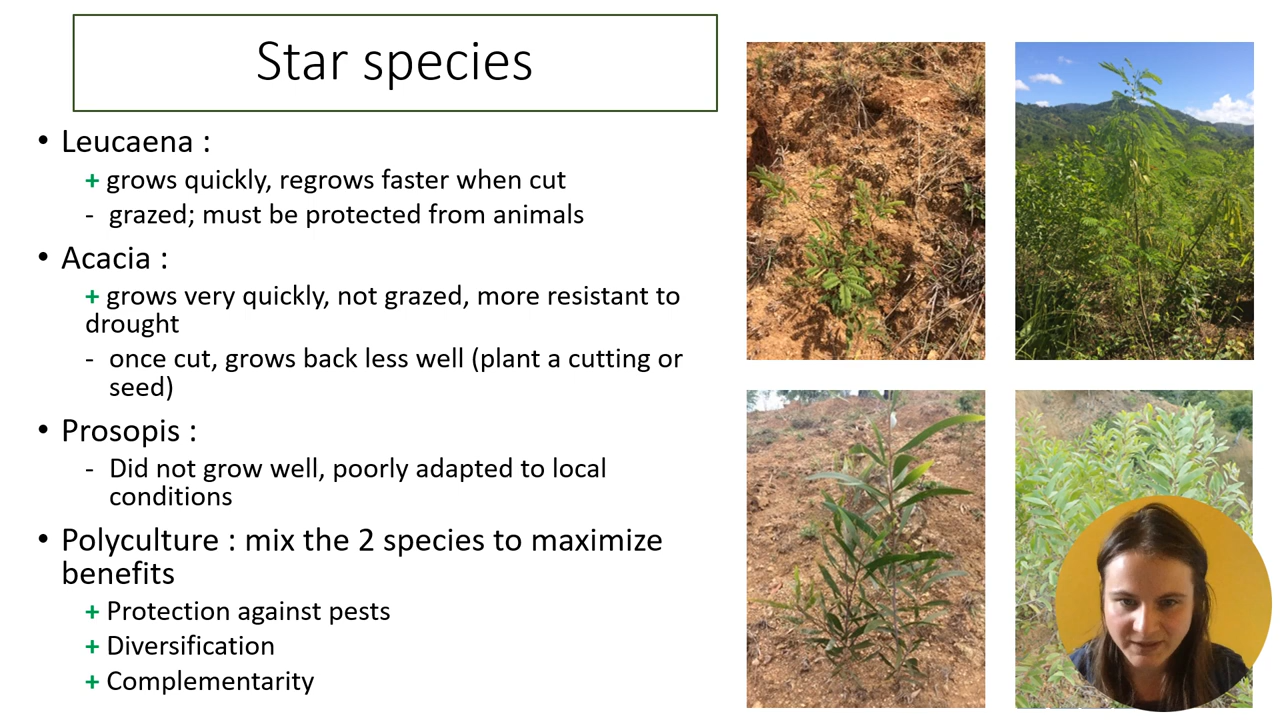 Star species
• Leucaena :
+ grows quickly, regrows faster when cut
- grazed; must be protected from animals
• Acacia :
+ grows very quickly, not grazed, more resistant to
drought
- once cut, grows back less well (plant a cutting or
seed)
• Prosopis :
- Did not grow well, poorly adapted to local
conditions
• Polyculture : mix the 2 species to maximize
benefits
+ Protection against pests
+ Diversification
+ Complementarity